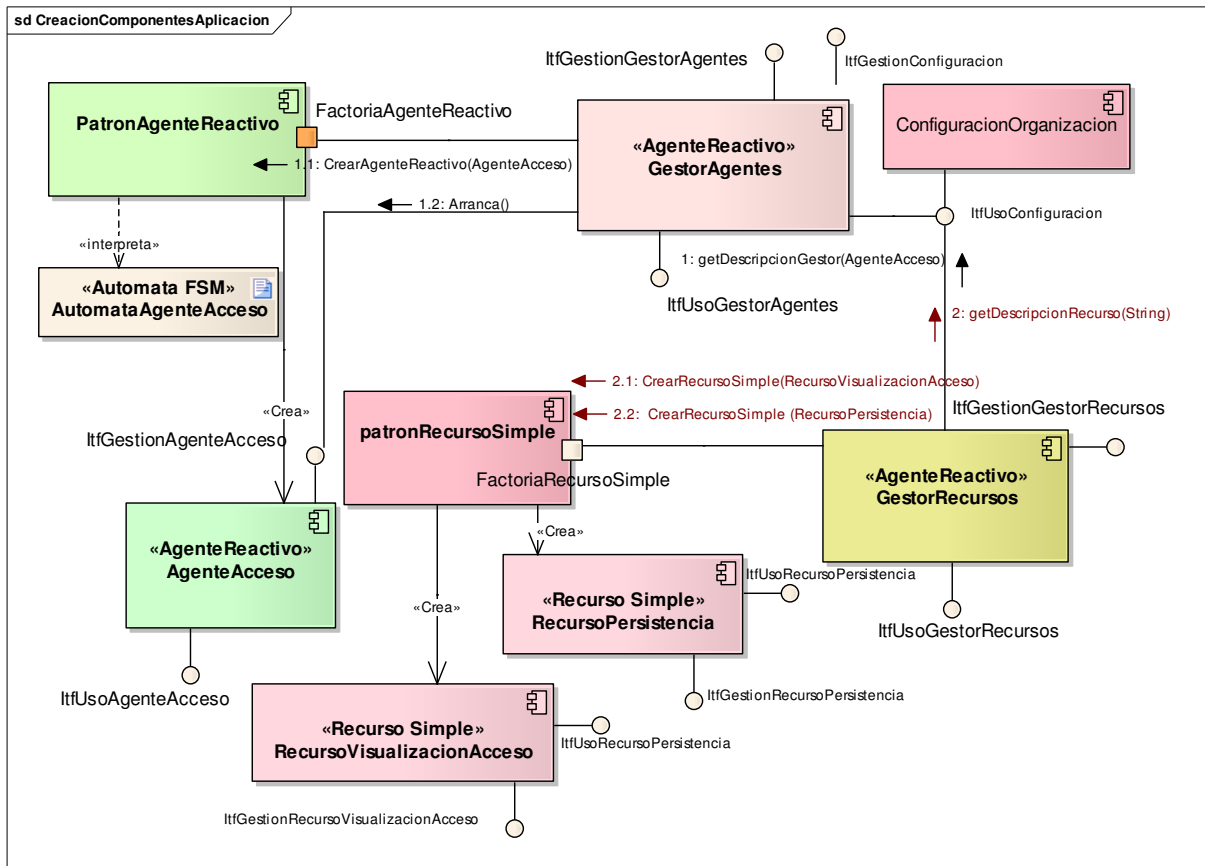 sd CreacionComponentesAplicacion
ItfGestionGestorAgentes
ItfGestionConfiguracion
PatronAgenteReactivo
FactoriaAgenteReactivo
«AgenteReactivo»
GestorAgentes
ConfiguracionOrganizacion
1.1: CrearAgenteReactivo(AgenteAcceso)
1.2: Arranca()
ItfUsoConfiguracion
«interpreta»
1: getDescripcionGestor(AgenteAcceso)
«Automata FSM»
AutomataAgenteAcceso
ItfUsoGestorAgentes
2: getDescripcionRecurso(String)
2.1: CrearRecursoSimple(RecursoVisualizacionAcceso)
2.2: CrearRecursoSimple (RecursoPersistencia)
«Crea»
ItfGestionGestorRecursos
ItfGestionAgenteAcceso
patronRecursoSimple
FactoriaRecursoSimple
«AgenteReactivo»
GestorRecursos
«Crea»
«AgenteReactivo»
AgenteAcceso
ItfUsoRecursoPersistencia
«Recurso Simple»
RecursoPersistencia
«Crea»
ItfUsoGestorRecursos
ItfUsoAgenteAcceso
ItfGestionRecursoPersistencia
«Recurso Simple»
RecursoVisualizacionAcceso
ItfUsoRecursoPersistencia
ItfGestionRecursoVisualizacionAcceso